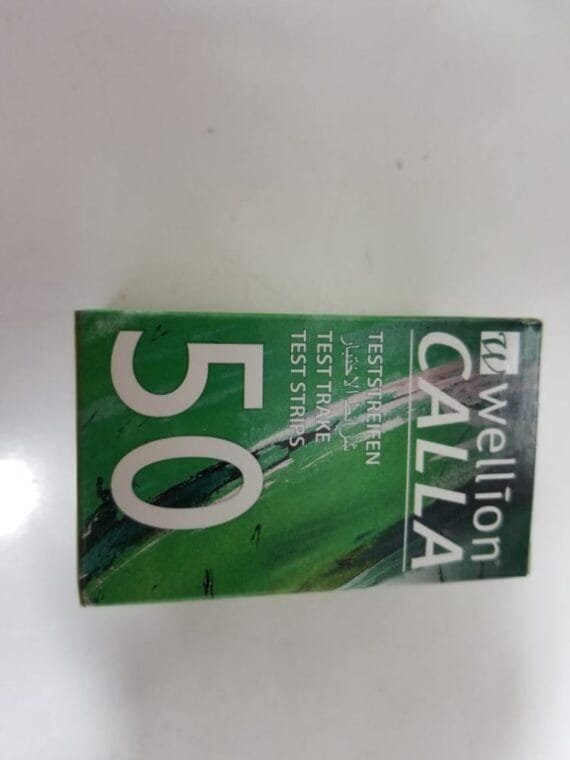 wellion
CALLA
TESTSTREIFEN
شرائط الاختبار
TEST TRAKE
TEST STRIPS
50